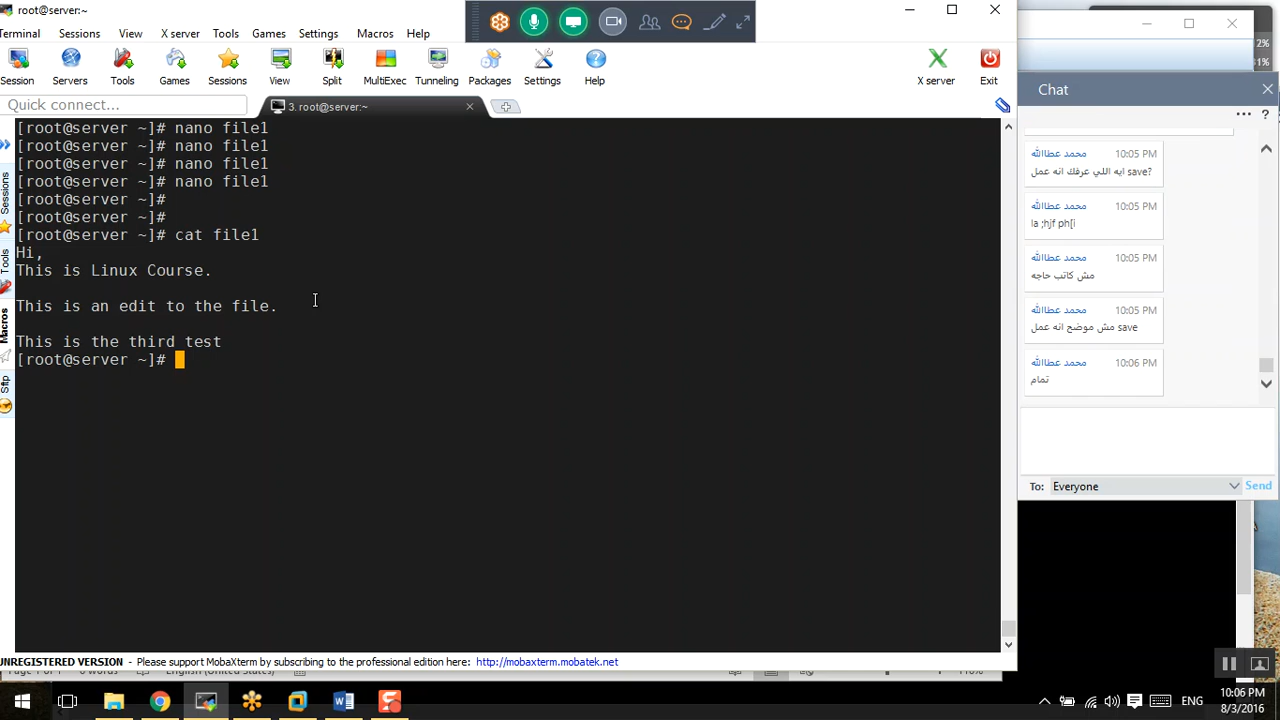 root@server:~
Terminal Sessions View X server Tools Games Settings Macros Help
Session Servers Tools Games Sessions View Split MultiExec Tunneling Packages Settings Help X server Exit
Quick connect...
3. root@server:~
[root@server ~]# nano file1
[root@server ~]# nano file1
[root@server ~]# nano file1
[root@server ~]# nano file1
[root@server ~]#
[root@server ~]#
[root@server ~]# cat file1
Hi,
This is Linux Course.
This is an edit to the file.
This is the third test
[root@server ~]#
Sessions
Tools
Macros
Sftp
UNREGISTERED VERSION - Please support MobaXterm by subscribing to the professional edition here: http://mobaxterm.mobatek.net
2%
Chat
محمد عطاالله 10:05 PM
ايه اللي عرفك انه عمل save?
محمد عطاالله 10:05 PM
la ;hjf ph[i
محمد عطاالله 10:05 PM
مش كاتب حاجه
محمد عطاالله 10:05 PM
مش موضح انه عمل save
محمد عطاالله 10:06 PM
تمام
To: Everyone Send
ENG
10:06 PM
8/3/2016